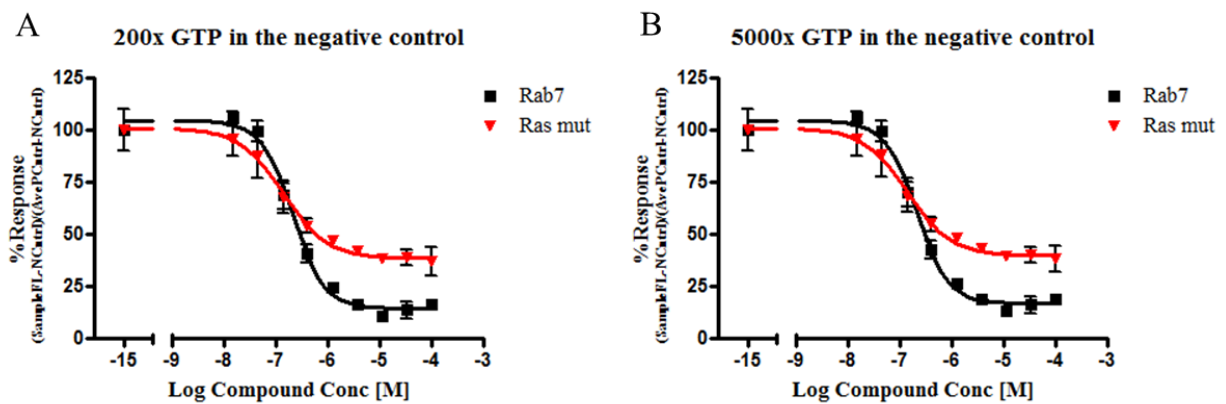 A
200x GTP in the negative control
125
100
75
50
25
0
% Response
(SampleFL-NCntrl)/(AvePCntrl-NCntrl)
-15
-9
-8
-7
-6
-5
-4
-3
Log Compound Conc [M]
Rab7
Ras mut
B
5000x GTP in the negative control
125
100
75
50
25
0
% Response
(SampleFL-NCntrl)/(AvePCntrl-NCntrl)
-15
-9
-8
-7
-6
-5
-4
-3
Log Compound Conc [M]
Rab7
Ras mut